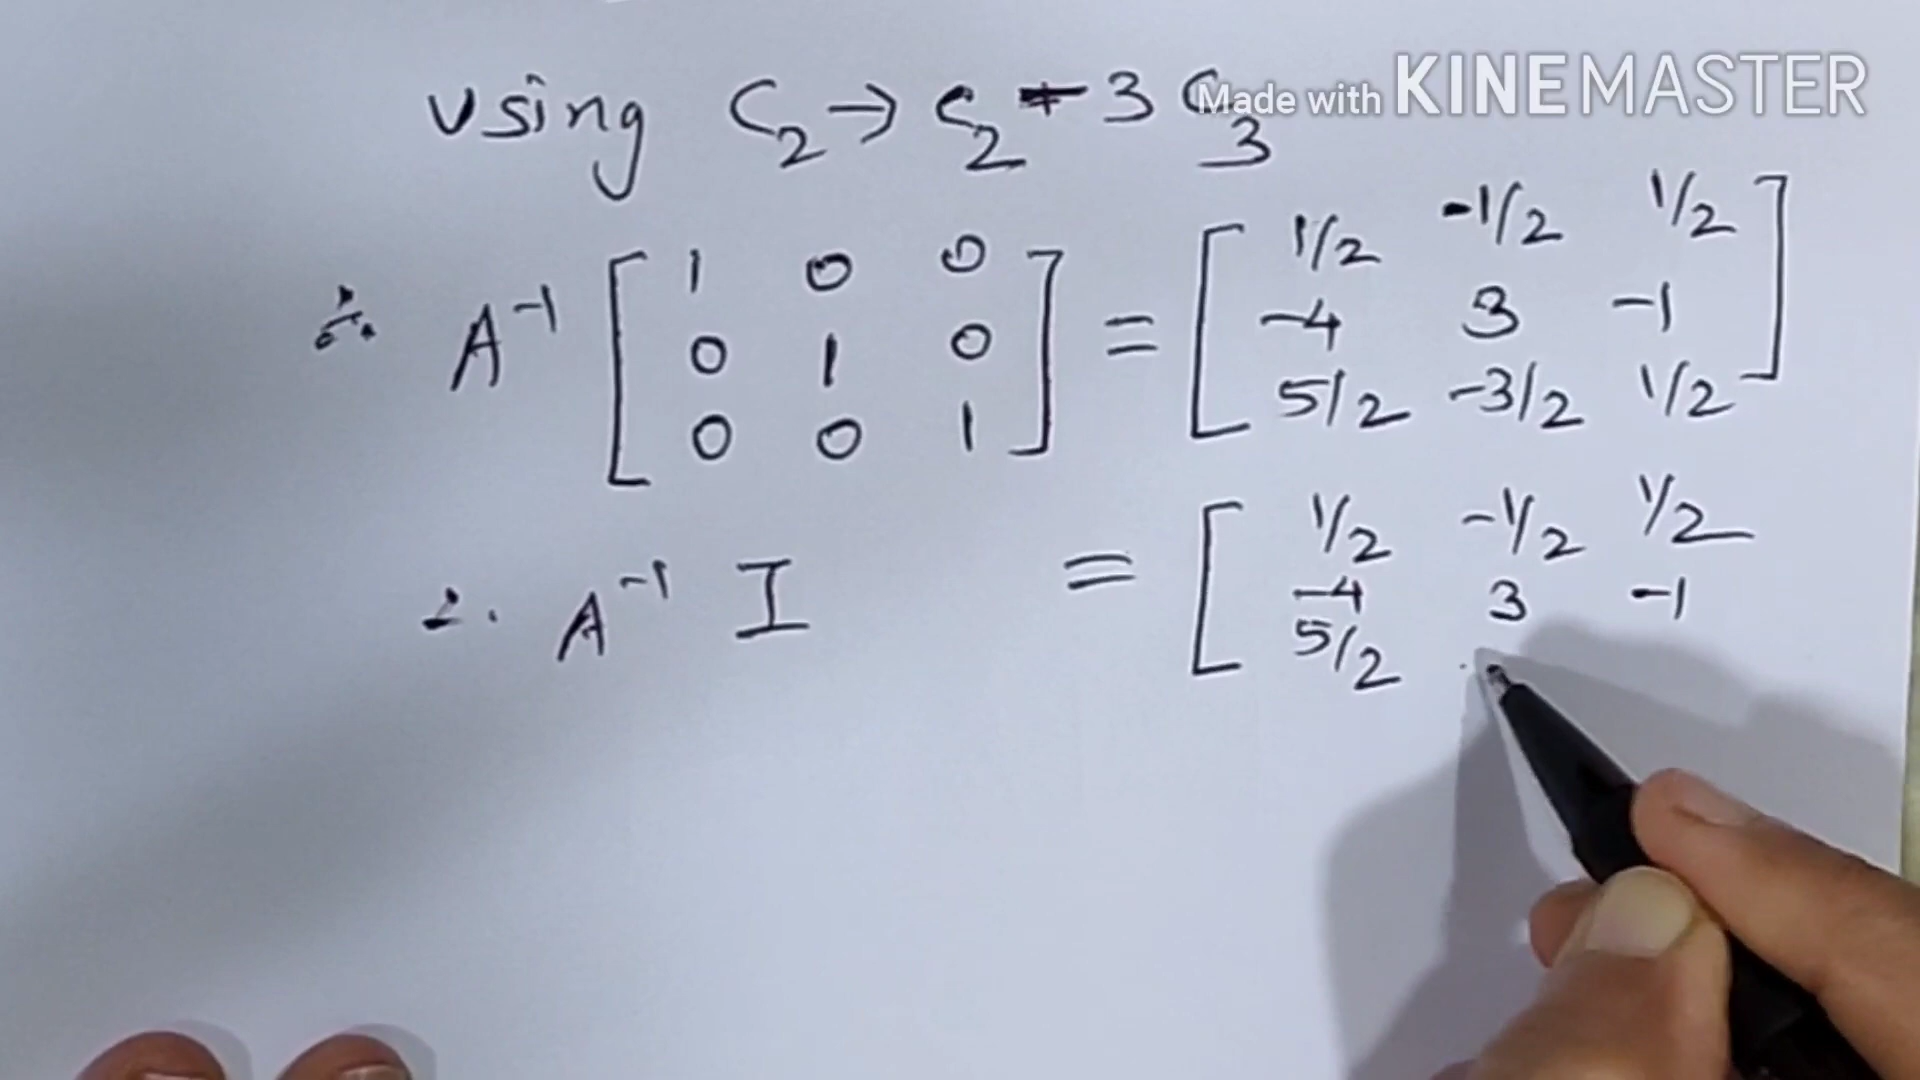 Using C₂ → C₂ - 3 C₃
Made with KINEMASTER
∴ A⁻¹ [ 1 0 0 = [ 1/2 -1/2 1/2 ]
0 1 0 -4 3 -1
0 0 1 ] 5/2 -3/2 1/2
∴ A⁻¹ I = [ 1/2 -1/2 1/2
-4 3 -1
5/2